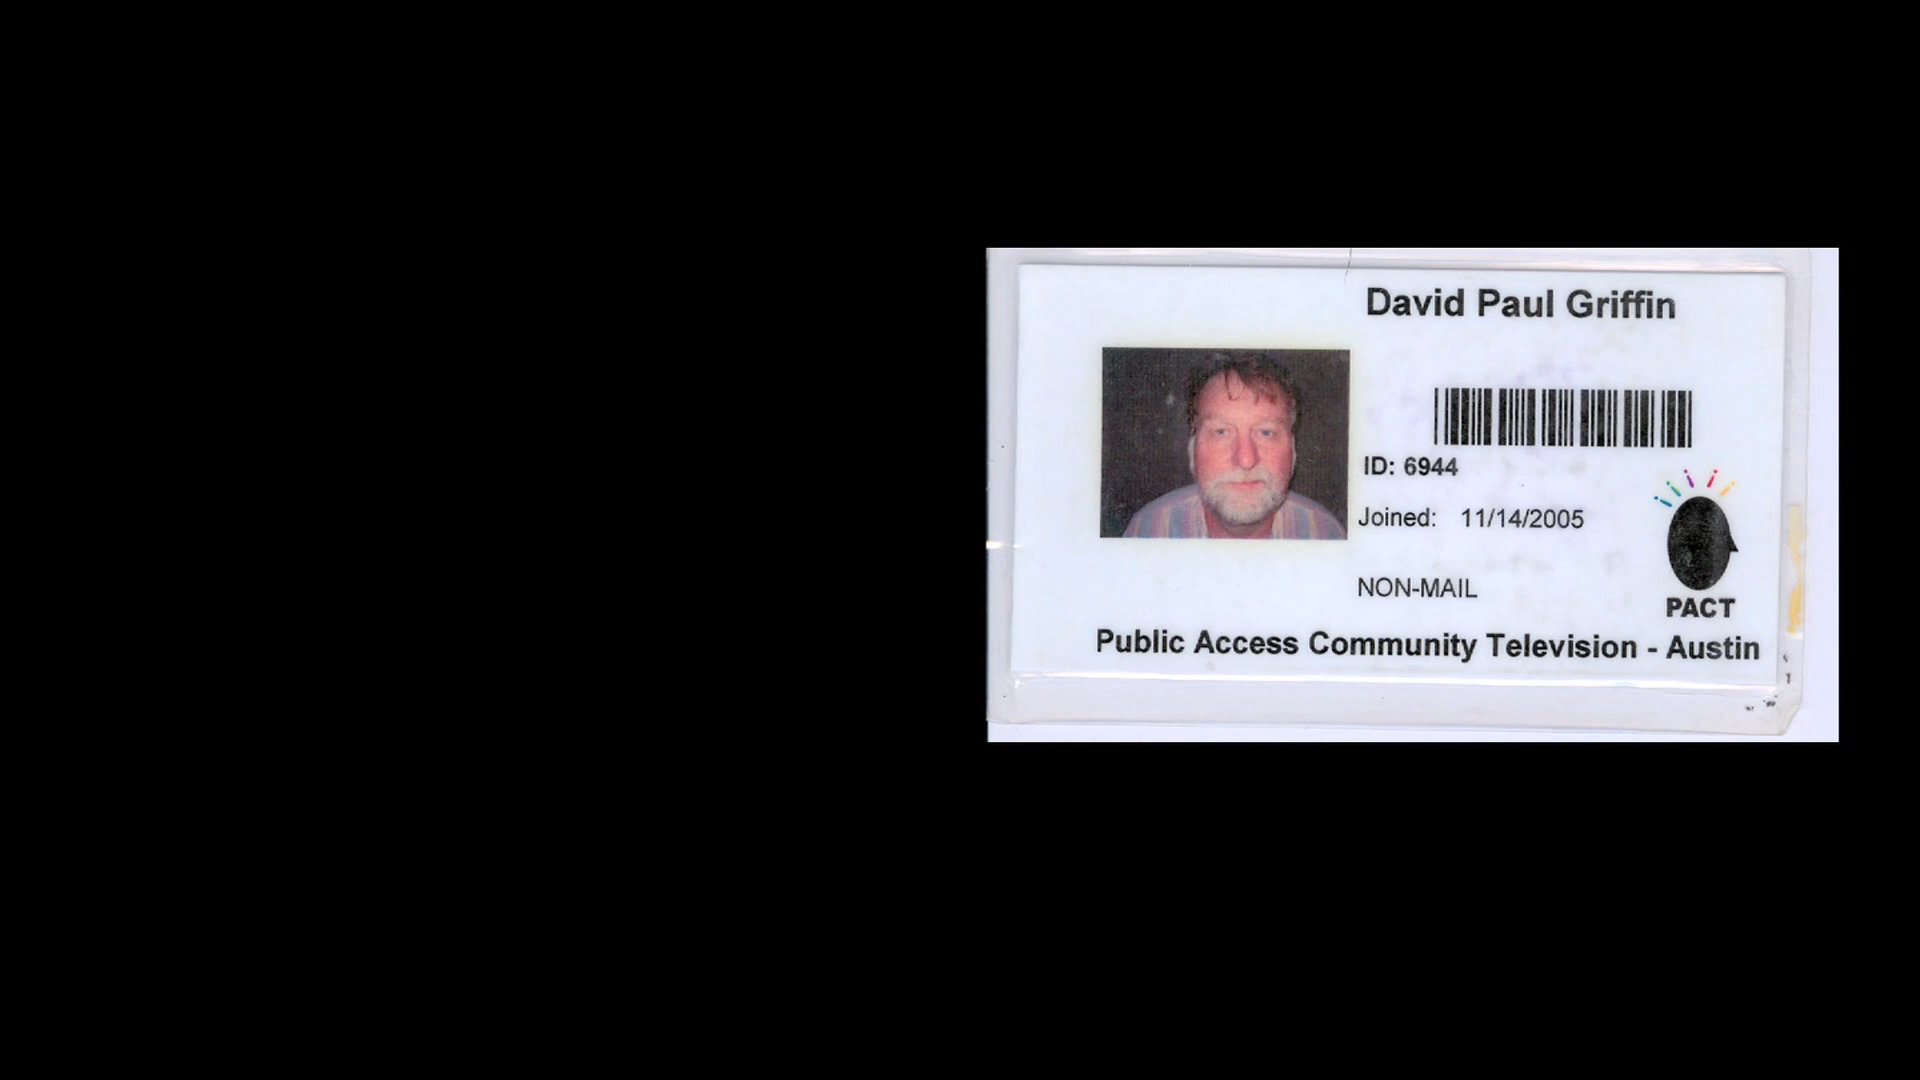 David Paul Griffin
ID: 6944
Joined: 11/14/2005
NON-MAIL
PACT
Public Access Community Television - Austin